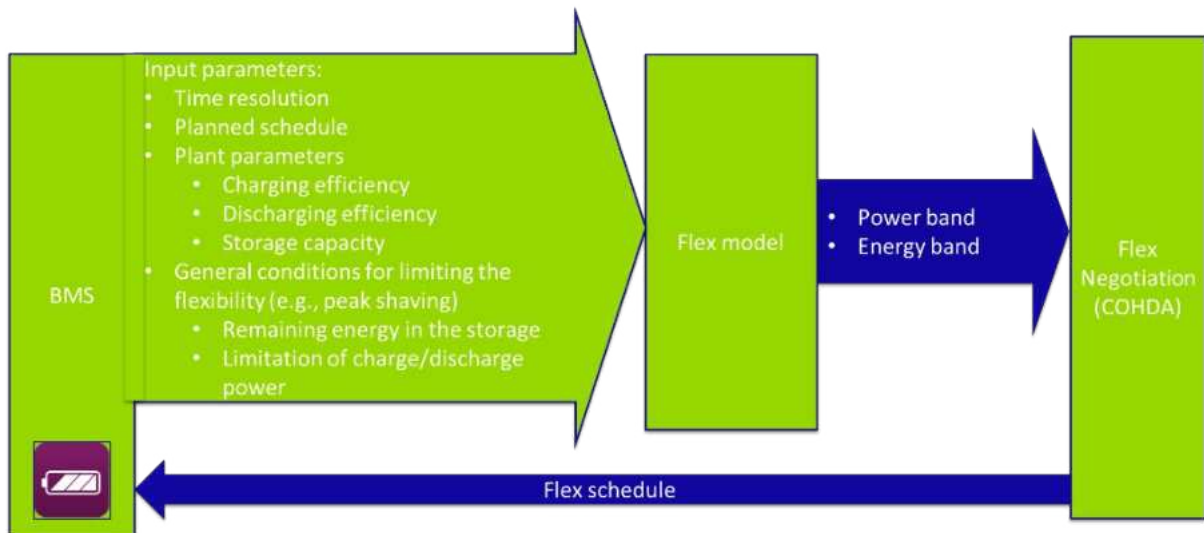 BMS
Input parameters:
• Time resolution
• Planned schedule
• Plant parameters
• Charging efficiency
• Discharging efficiency
• Storage capacity
• General conditions for limiting the
flexibility (e.g., peak shaving)
• Remaining energy in the storage
• Limitation of charge/discharge
power
Flex model
• Power band
• Energy band
Flex
Negotiation
(COHDA)
Flex schedule